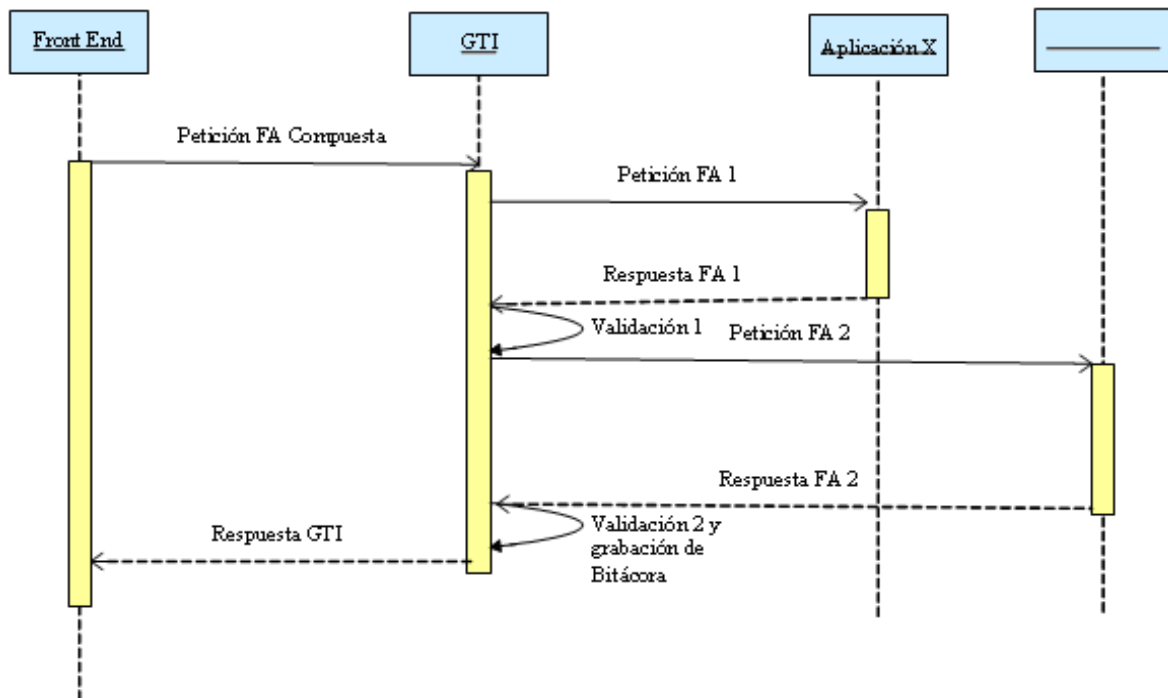 Front End
GTI
Aplicación X
Petición FA Compuesta
Petición FA 1
Respuesta FA 1
Validación 1
Petición FA 2
Respuesta FA 2
Validación 2 y
grabación de
Bitácora
Respuesta GTI